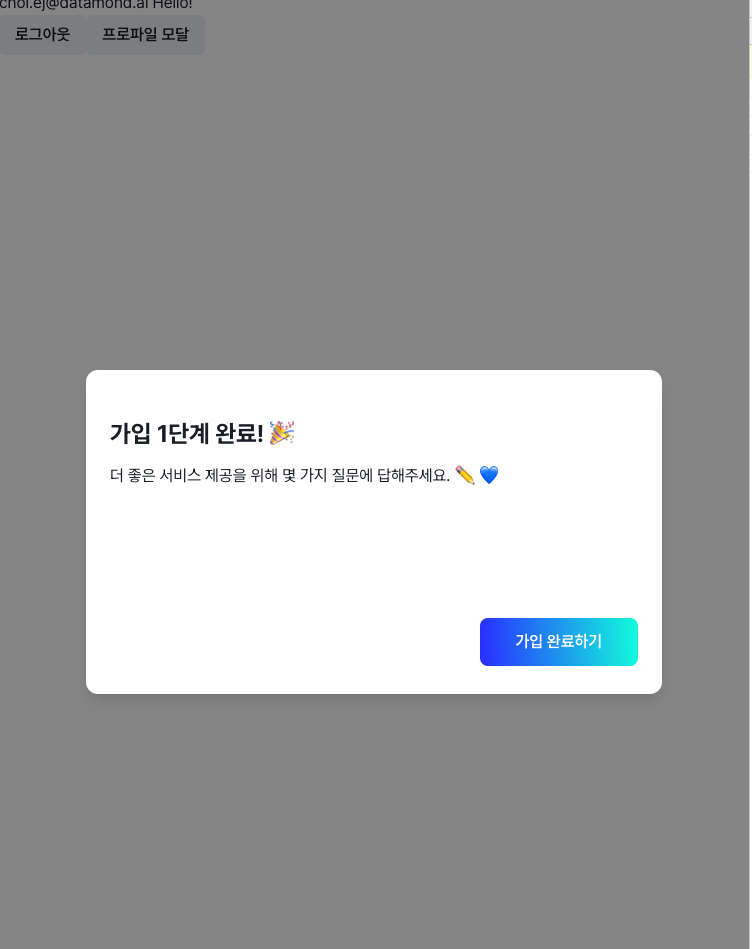 choi.ej@datamond.ai Hello!
로그아웃 프로파일 모달
가입 1단계 완료! 🎉
더 좋은 서비스 제공을 위해 몇 가지 질문에 답해주세요. ✏️ 💙
가입 완료하기